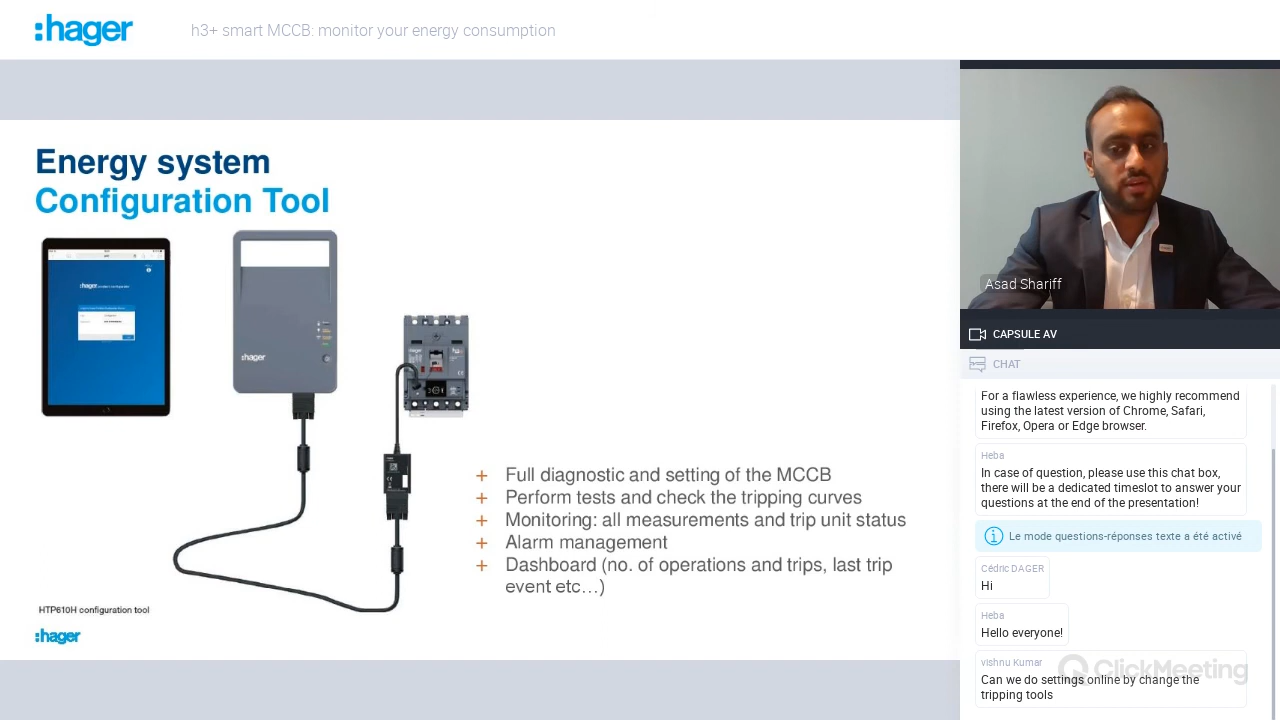 :hager
h3+ smart MCCB: monitor your energy consumption
Energy system
Configuration Tool
:hager
:hager
hager
h3+
+ Full diagnostic and setting of the MCCB
+ Perform tests and check the tripping curves
+ Monitoring: all measurements and trip unit status
+ Alarm management
+ Dashboard (no. of operations and trips, last trip
event etc…)
HTP610H configuration tool
:hager
Asad Shariff
CAPSULE AV
CHAT
For a flawless experience, we highly recommend
using the latest version of Chrome, Safari,
Firefox, Opera or Edge browser.
Heba
In case of question, please use this chat box,
there will be a dedicated timeslot to answer your
questions at the end of the presentation!
Le mode questions-réponses texte a été activé
Cédric DAGER
Hi
Heba
Hello everyone!
vishnu Kumar
ClickMeeting
Can we do settings online by change the
tripping tools